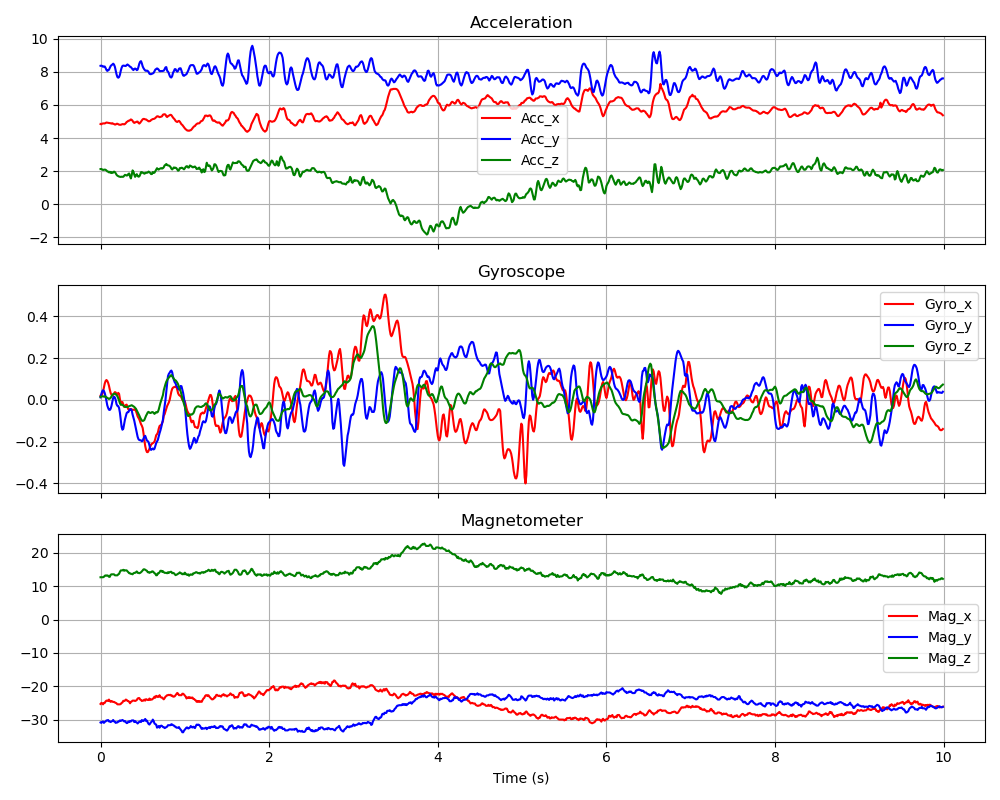 Acceleration
10
8
6
4
2
0
−2
Acc_x
Acc_y
Acc_z
Gyroscope
0.4
0.2
0.0
−0.2
−0.4
Gyro_x
Gyro_y
Gyro_z
Magnetometer
20
10
0
−10
−20
−30
Mag_x
Mag_y
Mag_z
0 2 4 6 8 10
Time (s)